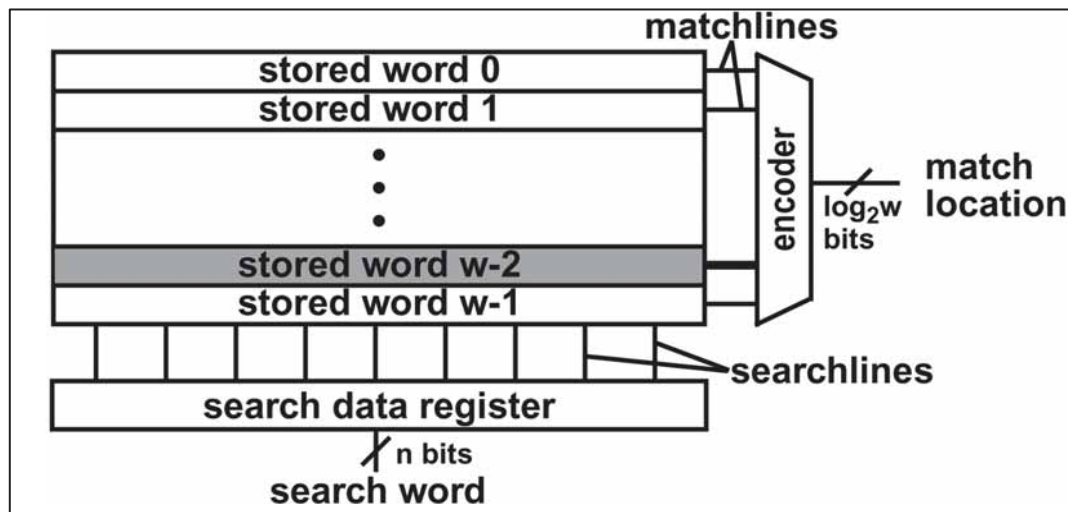 matchlines
stored word 0
stored word 1
encoder
match
location
log₂w
bits
stored word w-2
stored word w-1
searchlines
search data register
n bits
search word